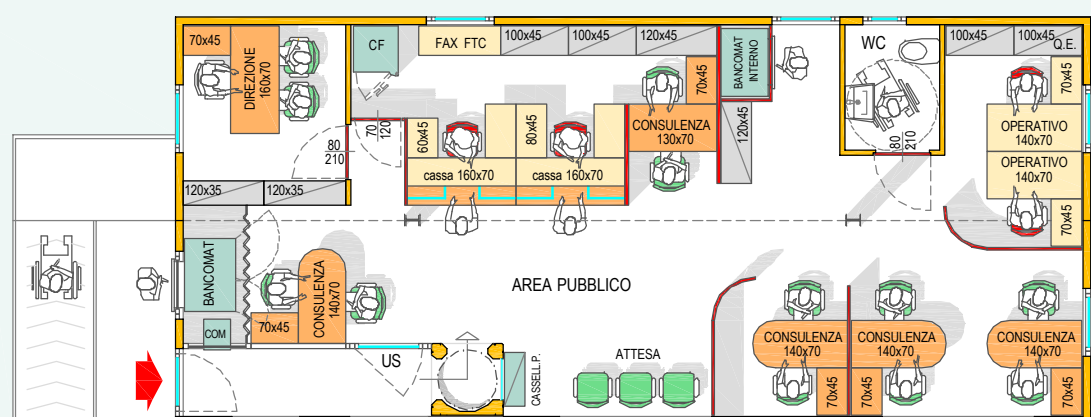 70x45
DIREZIONE
160x70
CF
FAX FTC
100x45
100x45
120x45
BANCOMAT
INTERNO
WC
100x45
100x45
Q.E.
70x45
70
120
80
210
60x45
80x45
CONSULENZA
130x70
70x45
120x45
80
210
OPERATIVO
140x70
OPERATIVO
140x70
70x45
cassa 160x70
cassa 160x70
120x35
120x35
BANCOMAT
COM
CONSULENZA
140x70
70x45
AREA PUBBLICO
US
CASSELL.P.
ATTESA
CONSULENZA
140x70
70x45
CONSULENZA
140x70
70x45
CONSULENZA
140x70
70x45